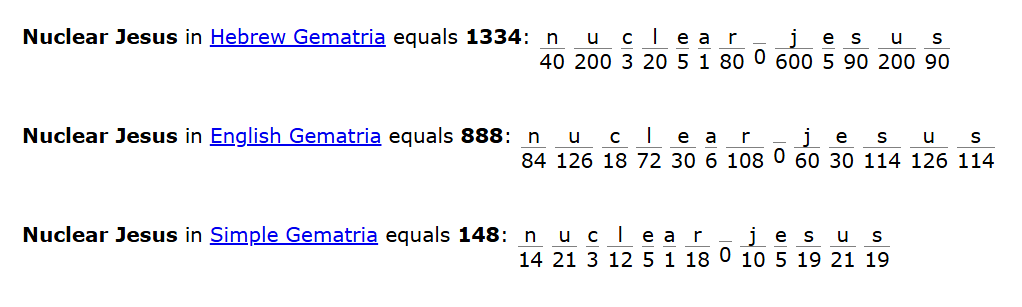 Nuclear Jesus in Hebrew Gematria equals 1334: n u c l e a r _ j e s u s
40 200 3 20 5 1 80 0 600 5 90 200 90
Nuclear Jesus in English Gematria equals 888: n u c l e a r _ j e s u s
84 126 18 72 30 6 108 0 60 30 114 126 114
Nuclear Jesus in Simple Gematria equals 148: n u c l e a r _ j e s u s
14 21 3 12 5 1 18 0 10 5 19 21 19